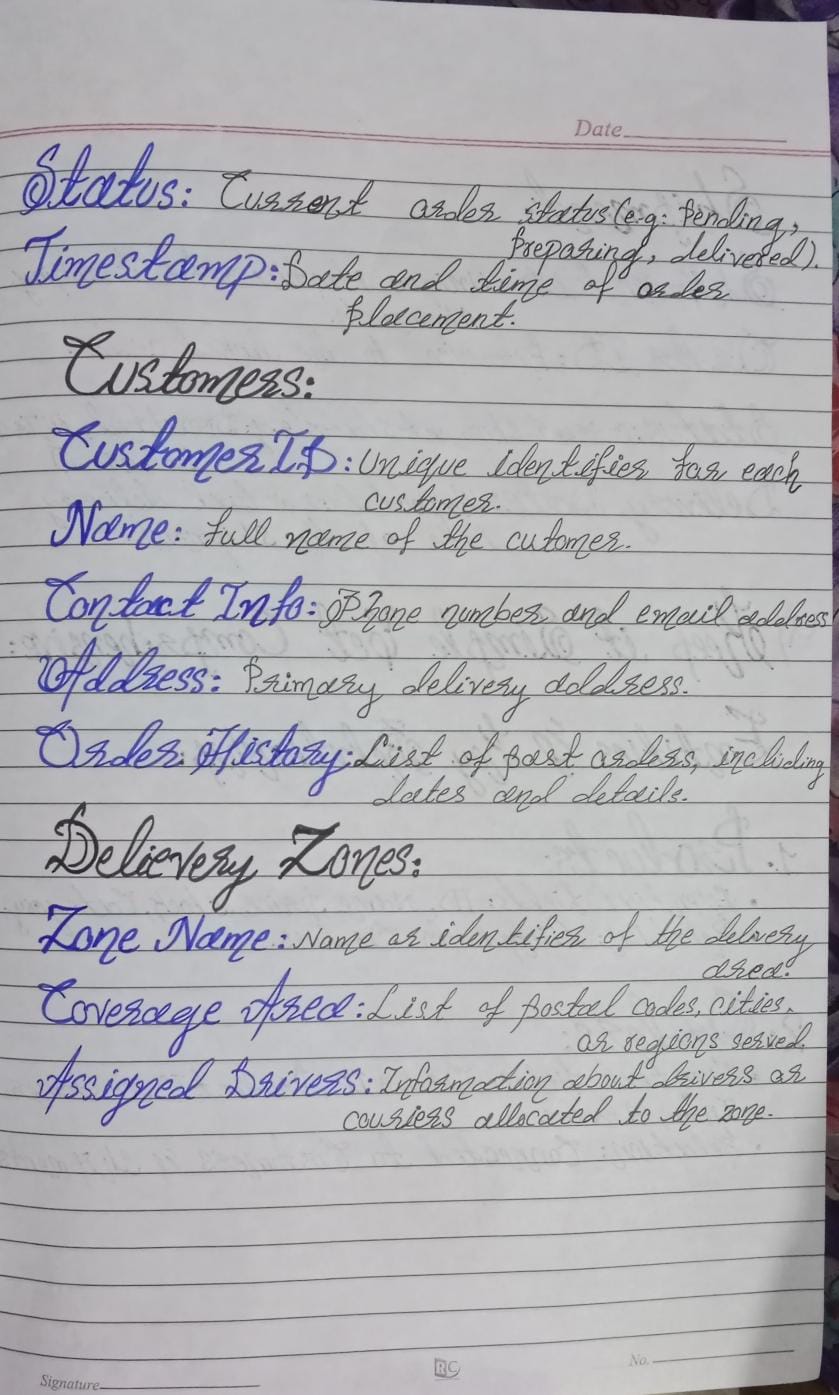 Date
Status: Current order status (e.g: Pending,
Preparing, delivered).
Timestamp: Date and time of order
placement.
Customers:
Customer ID: Unique identifier for each
customer.
Name: full name of the cutomer.
Contact Info: Phone number and email address
Address: Primary delivery address.
Order History: List of past orders, including
dates and details.
Delievery Zones:
Zone Name: Name or identifier of the delivery
area.
Coverage Area: List of postal codes, cities,
or regions served.
Assigned Drivers: Information about drivers or
couriers allocated to the zone.
Signature
RC
No.